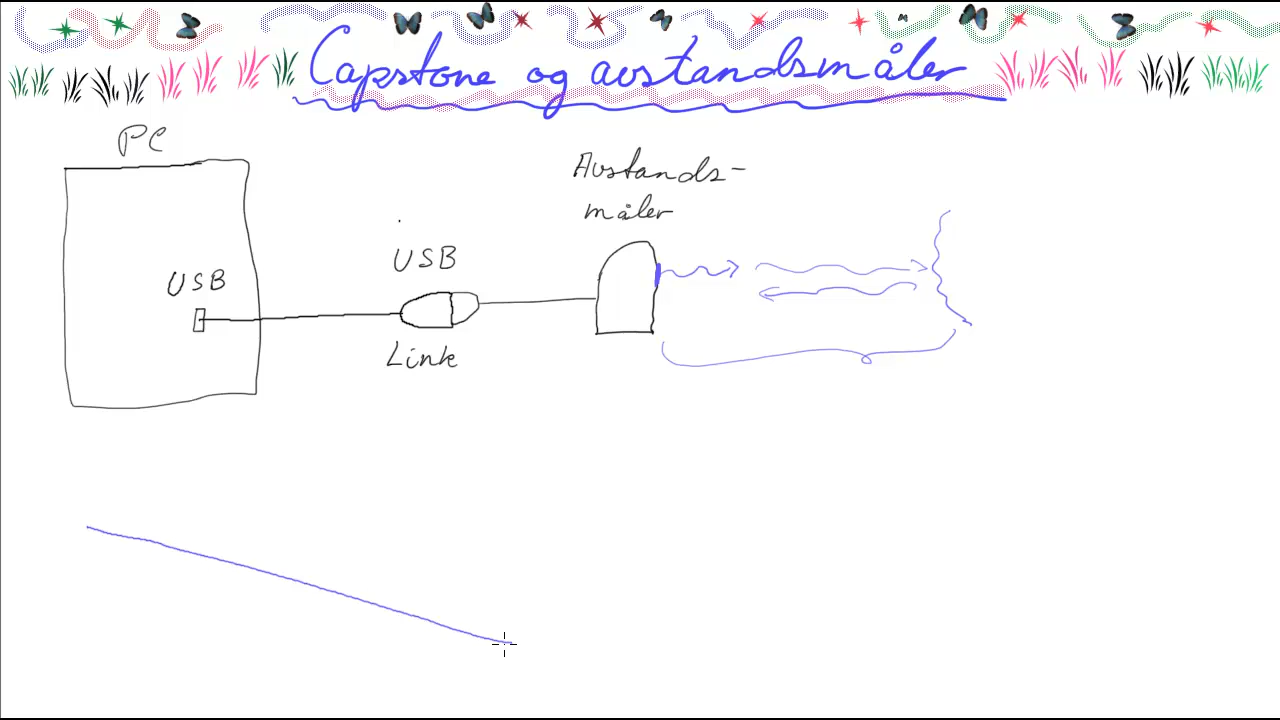 Capstone og avstandsmåler
PC
Avstands-
måler
USB
USB
Link